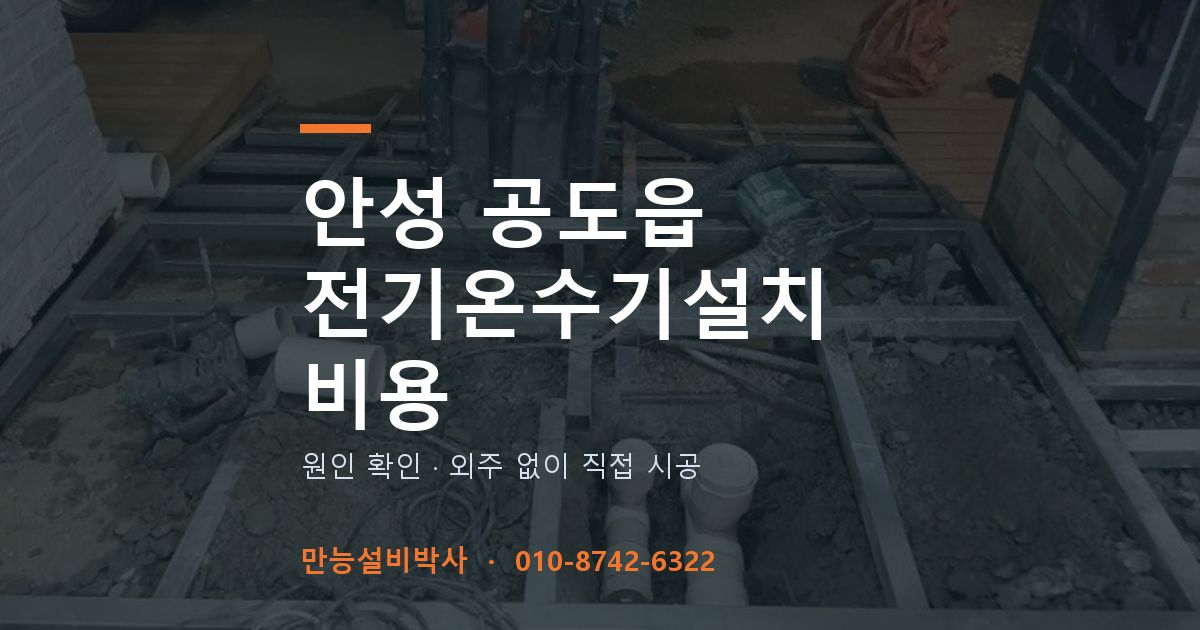 안성 공도읍
전기온수기설치
비용
원인 확인 · 외주 없이 직접 시공
만능설비박사 · 010-8742-6322